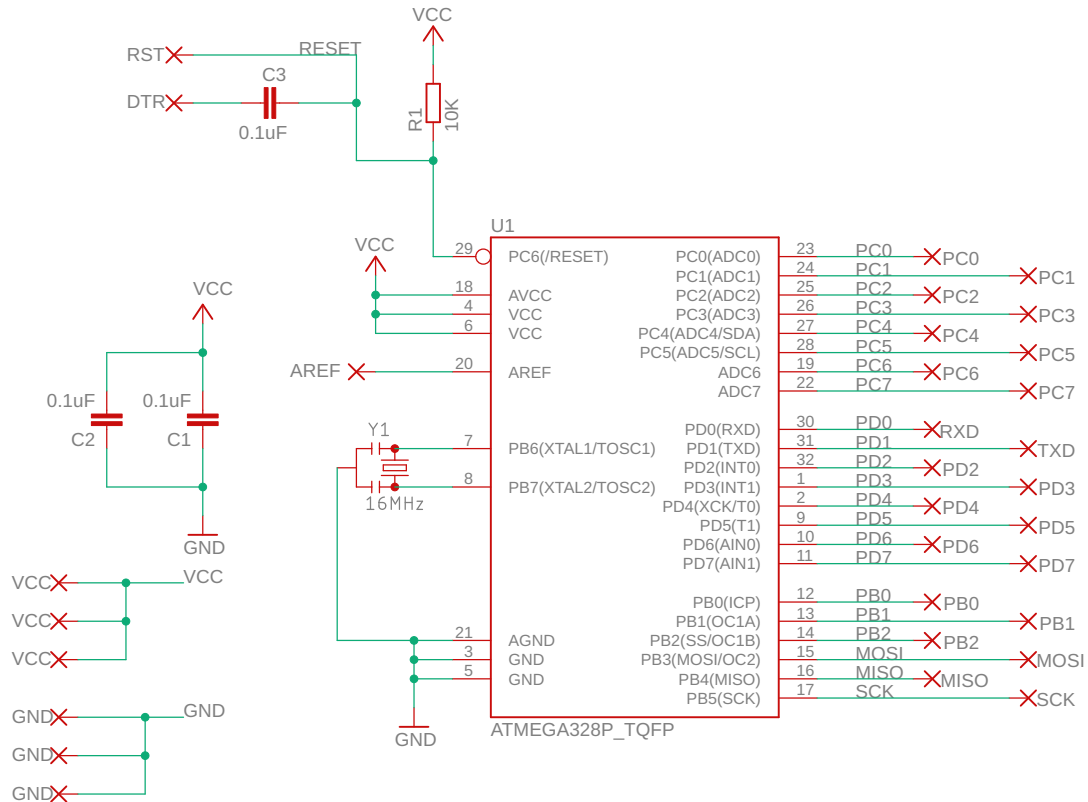 VCC
RST
RESET
C3
DTR
0.1uF
R1
10K
U1
VCC
29
PC6(/RESET)
18
AVCC
4
VCC
6
VCC
AREF
20
AREF
Y1
7
PB6(XTAL1/TOSC1)
8
PB7(XTAL2/TOSC2)
16MHz
21
AGND
3
GND
5
GND
GND
ATMEGA328P_TQFP
PC0(ADC0) 23 PC0 PC0
PC1(ADC1) 24 PC1 PC1
PC2(ADC2) 25 PC2 PC2
PC3(ADC3) 26 PC3 PC3
PC4(ADC4/SDA) 27 PC4 PC4
PC5(ADC5/SCL) 28 PC5 PC5
ADC6 19 PC6 PC6
ADC7 22 PC7 PC7
PD0(RXD) 30 PD0 RXD
PD1(TXD) 31 PD1 TXD
PD2(INT0) 32 PD2 PD2
PD3(INT1) 1 PD3 PD3
PD4(XCK/T0) 2 PD4 PD4
PD5(T1) 9 PD5 PD5
PD6(AIN0) 10 PD6 PD6
PD7(AIN1) 11 PD7 PD7
PB0(ICP) 12 PB0 PB0
PB1(OC1A) 13 PB1 PB1
PB2(SS/OC1B) 14 PB2 PB2
PB3(MOSI/OC2) 15 MOSI MOSI
PB4(MISO) 16 MISO MISO
PB5(SCK) 17 SCK SCK
VCC
0.1uF
0.1uF
C2
C1
GND
VCC
VCC
VCC
VCC
GND
GND
GND
GND